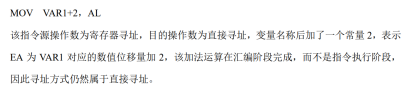 MOV VAR1+2，AL
该指令源操作数为寄存器寻址，目的操作数为直接寻址，变量名称后加了一个常量 2，表示
EA 为 VAR1 对应的数值位移量加 2，该加法运算在汇编阶段完成，而不是指令执行阶段，
因此寻址方式仍然属于直接寻址。